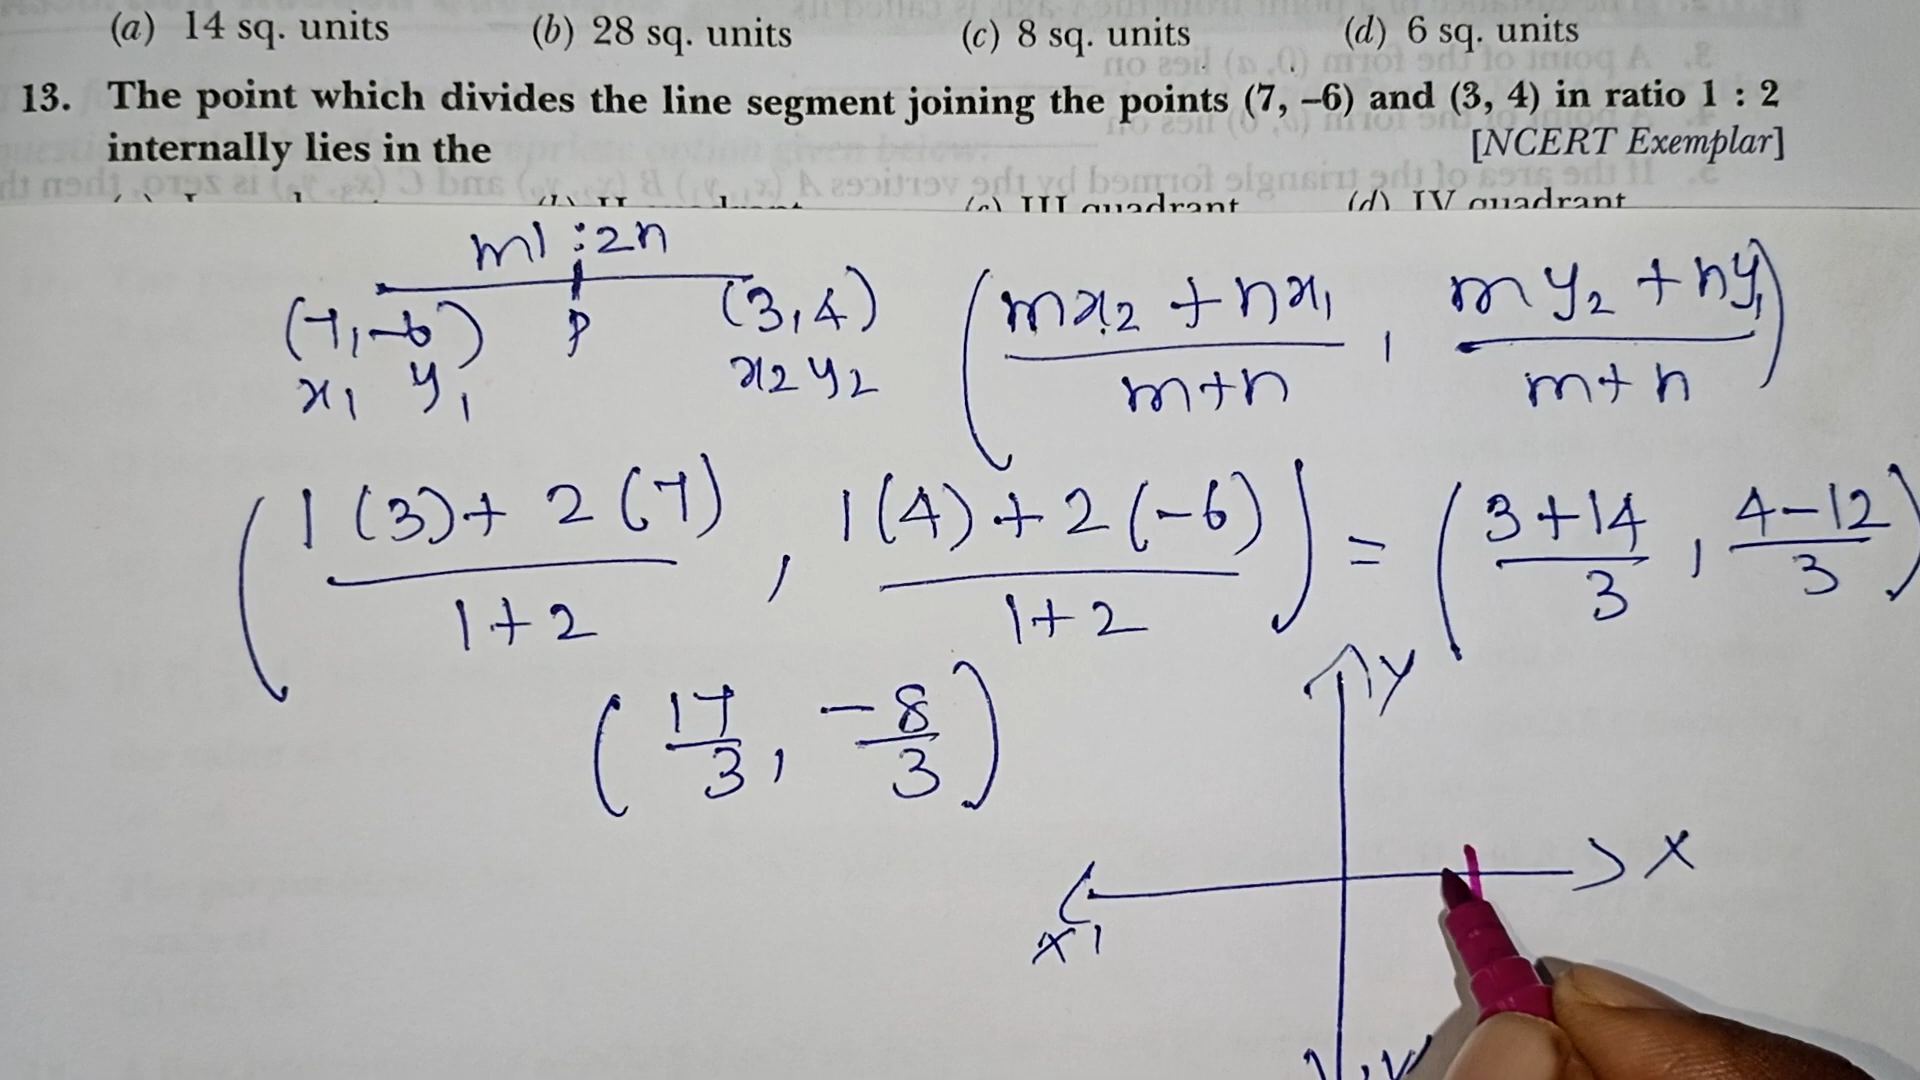 (a) 14 sq. units (b) 28 sq. units (c) 8 sq. units (d) 6 sq. units
13. The point which divides the line segment joining the points (7, –6) and (3, 4) in ratio 1 : 2
internally lies in the
[NCERT Exemplar]
(c) III quadrant (d) IV quadrant
m1 : 2n
(7,-6) P (3,4)
x₁ y₁ x₂ y₂
(mx₂ + nx₁ / m+n , my₂ + ny₁ / m+n)
(1(3)+2(7) / 1+2 , 1(4)+2(-6) / 1+2) = (3+14 / 3 , 4-12 / 3)
(17/3 , -8/3)
y
x
x'